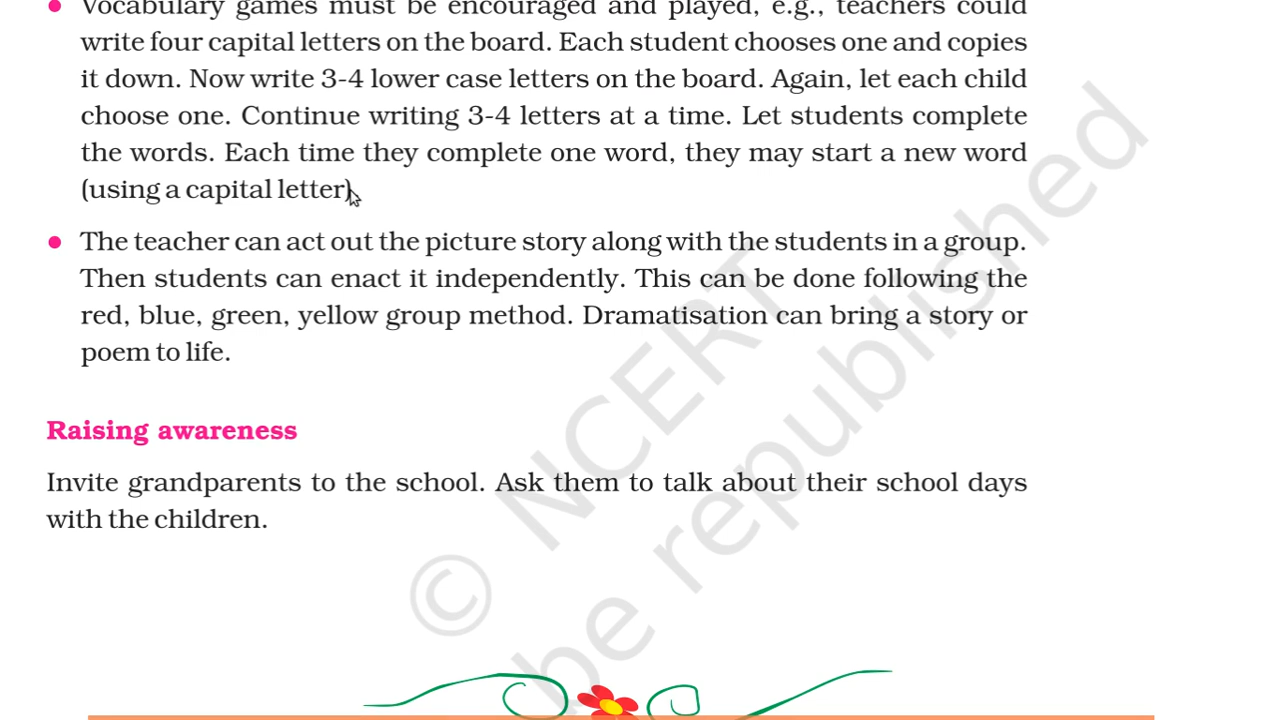 • Vocabulary games must be encouraged and played, e.g., teachers could
write four capital letters on the board. Each student chooses one and copies
it down. Now write 3-4 lower case letters on the board. Again, let each child
choose one. Continue writing 3-4 letters at a time. Let students complete
the words. Each time they complete one word, they may start a new word
(using a capital letter)
• The teacher can act out the picture story along with the students in a group.
Then students can enact it independently. This can be done following the
red, blue, green, yellow group method. Dramatisation can bring a story or
poem to life.
Raising awareness
Invite grandparents to the school. Ask them to talk about their school days
with the children.
© NCERT
be republished